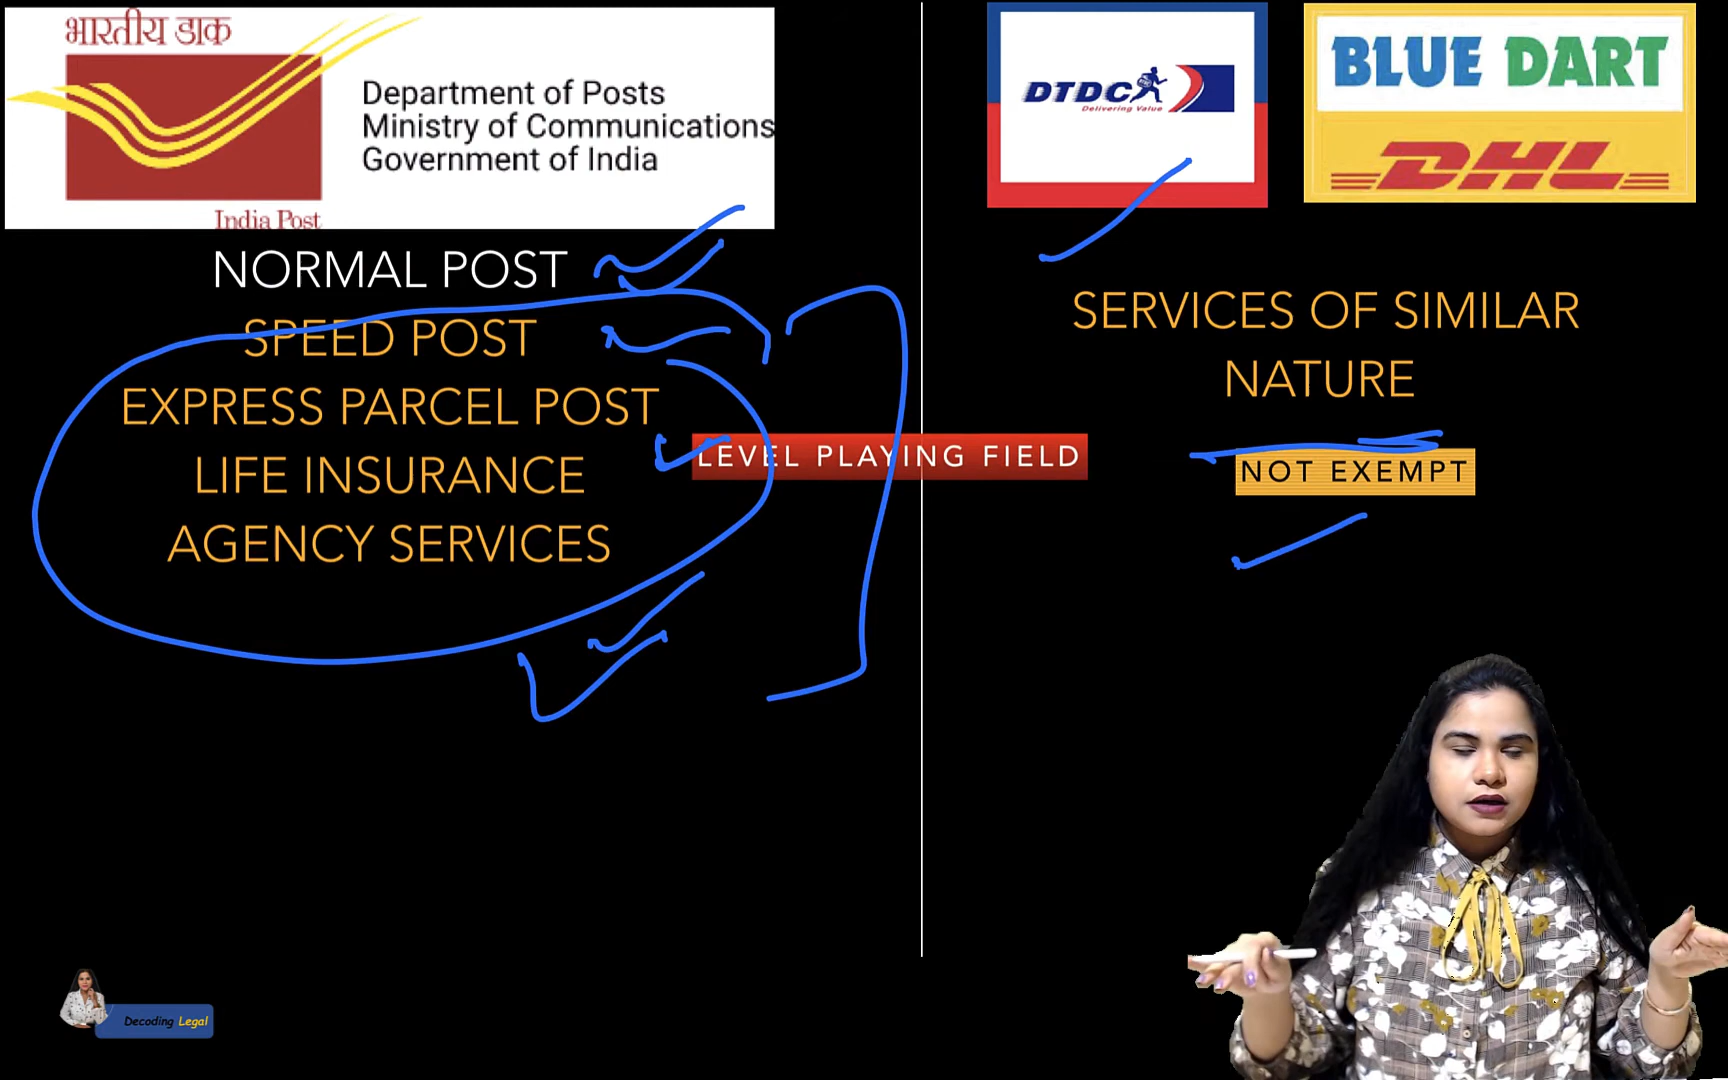 भारतीय डाक
India Post
Department of Posts
Ministry of Communications
Government of India
NORMAL POST
SPEED POST
EXPRESS PARCEL POST
LIFE INSURANCE
AGENCY SERVICES
LEVEL PLAYING FIELD
DTDC
Delivering Value
BLUE DART
DHL
SERVICES OF SIMILAR
NATURE
NOT EXEMPT
Decoding Legal